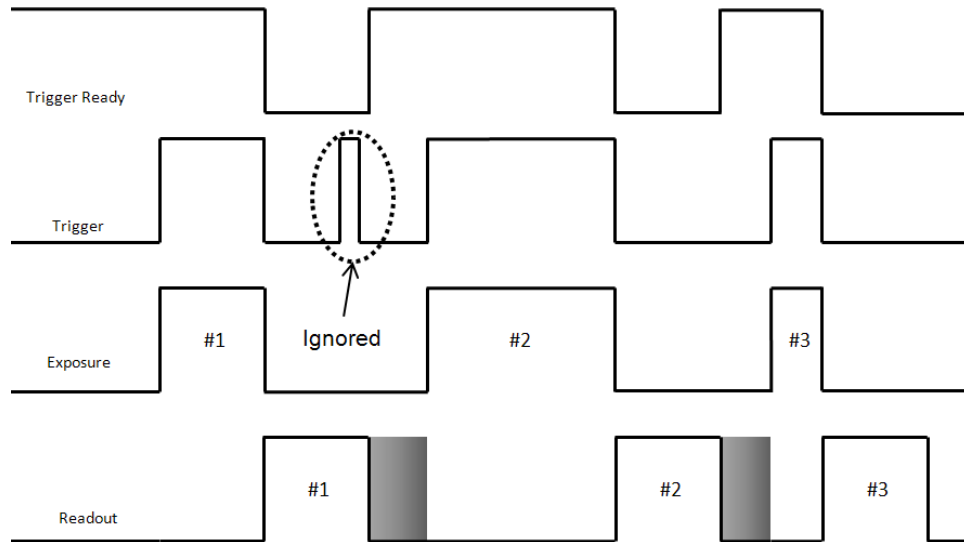 Trigger Ready
Trigger
Ignored
#1
#2
#3
Exposure
#1
#2
#3
Readout